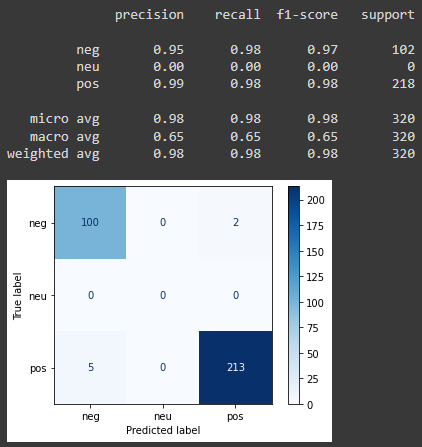 precision recall f1-score support
neg 0.95 0.98 0.97 102
neu 0.00 0.00 0.00 0
pos 0.99 0.98 0.98 218
micro avg 0.98 0.98 0.98 320
macro avg 0.65 0.65 0.65 320
weighted avg 0.98 0.98 0.98 320
neg 100 0 2
neu 0 0 0
pos 5 0 213
neg neu pos
True label
Predicted label
200
175
150
125
100
75
50
25
0